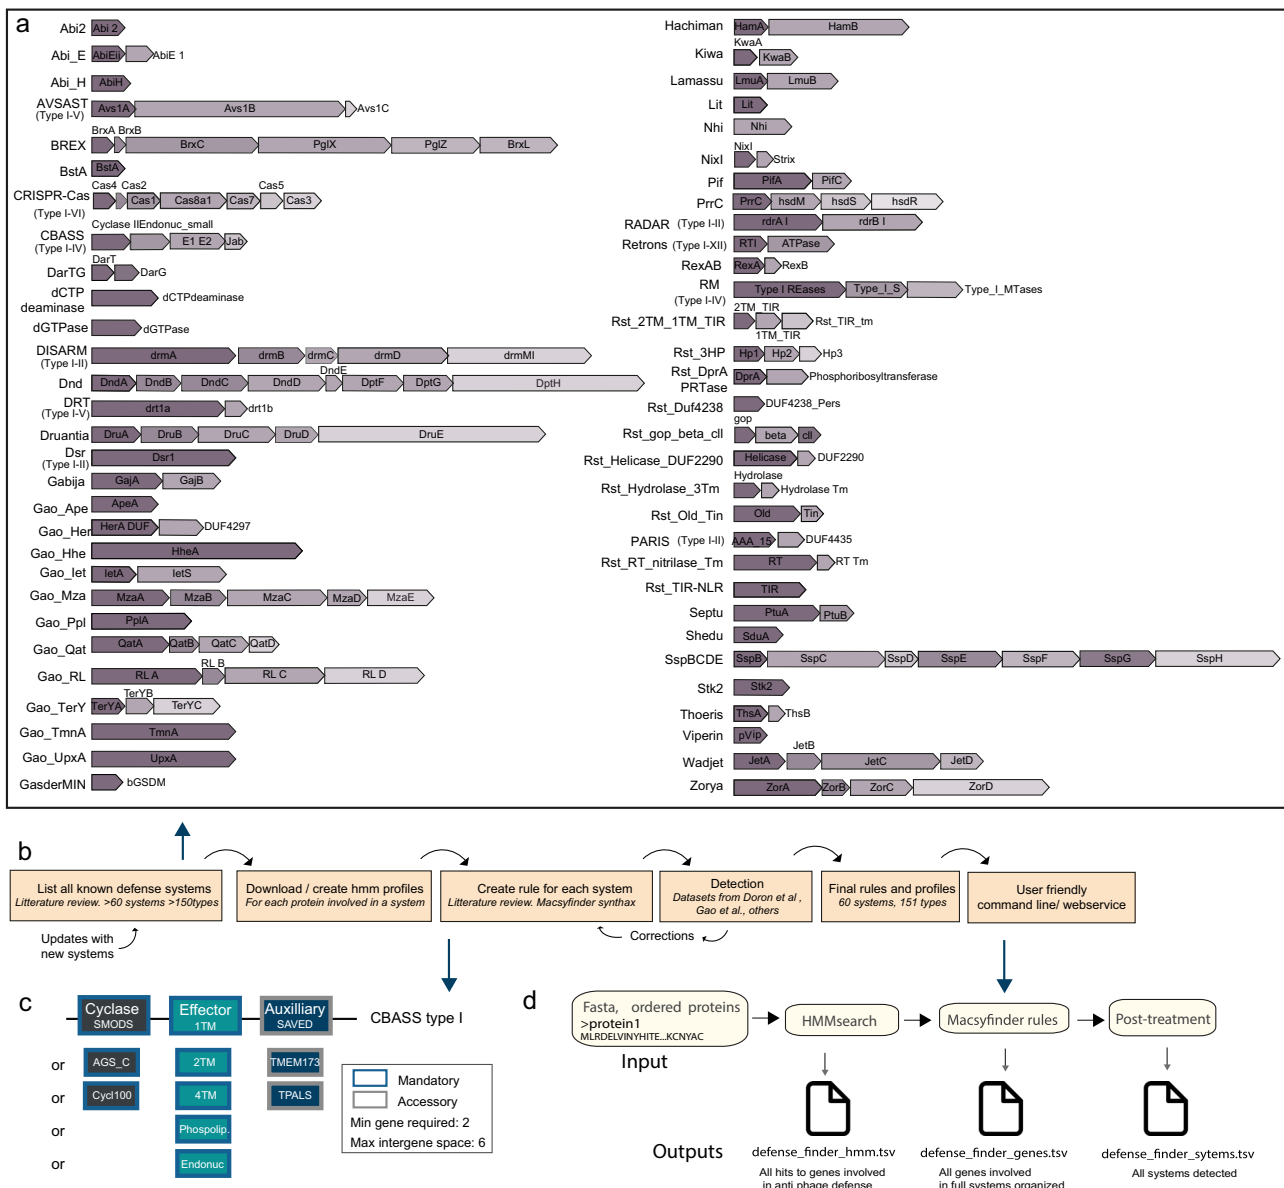 a
Abi2
Abi 2
Abi_E
AbiEii
AbiE 1
Abi_H
AbiH
AVSAST
(Type I-V)
Avs1A
Avs1B
Avs1C
BREX
BrxA
BrxB
BrxC
PglX
PglZ
BrxL
BstA
BstA
CRISPR-Cas
(Type I-VI)
Cas4
Cas2
Cas1
Cas8a1
Cas7
Cas5
Cas3
CBASS
(Type I-IV)
Cyclase IIEndonuc_small
E1 E2
Jab
DarTG
DarT
DarG
dCTP
deaminase
dCTPdeaminase
dGTPase
dGTPase
DISARM
(Type I-II)
drmA
drmB
drmC
drmD
drmMI
Dnd
DndA
DndB
DndC
DndD
DndE
DptF
DptG
DptH
DRT
(Type I-V)
drt1a
drt1b
Druantia
DruA
DruB
DruC
DruD
DruE
Dsr
(Type I-II)
Dsr1
Gabija
GajA
GajB
Gao_Ape
ApeA
Gao_Her
HerA DUF
DUF4297
Gao_Hhe
HheA
Gao_Iet
IetA
IetS
Gao_Mza
MzaA
MzaB
MzaC
MzaD
MzaE
Gao_Ppl
PplA
Gao_Qat
QatA
QatB
QatC
QatD
Gao_RL
RL A
RL B
RL C
RL D
Gao_TerY
TerYA
TerYB
TerYC
Gao_TmnA
TmnA
Gao_UpxA
UpxA
GasderMIN
bGSDM
Hachiman
HamA
HamB
Kiwa
KwaA
KwaB
Lamassu
LmuA
LmuB
Lit
Lit
Nhi
Nhi
NixI
NixI
Strix
Pif
PifA
PifC
PrrC
PrrC
hsdM
hsdS
hsdR
RADAR (Type I-II)
rdrA I
rdrB I
Retrons (Type I-XII)
RTI
ATPase
RexAB
RexA
RexB
RM
(Type I-IV)
Type I REases
Type_I_S
Type_I_MTases
Rst_2TM_1TM_TIR
2TM_TIR
1TM_TIR
Rst_TIR_tm
Rst_3HP
Hp1
Hp2
Hp3
Rst_DprA
PRTase
DprA
Phosphoribosyltransferase
Rst_Duf4238
DUF4238_Pers
Rst_gop_beta_cll
gop
beta
cll
Rst_Helicase_DUF2290
Helicase
DUF2290
Rst_Hydrolase_3Tm
Hydrolase
Hydrolase Tm
Rst_Old_Tin
Old
Tin
PARIS (Type I-II)
AAA_15
DUF4435
Rst_RT_nitrilase_Tm
RT
RT Tm
Rst_TIR-NLR
TIR
Septu
PtuA
PtuB
Shedu
SduA
SspBCDE
SspB
SspC
SspD
SspE
SspF
SspG
SspH
Stk2
Stk2
Thoeris
ThsA
ThsB
Viperin
pVip
Wadjet
JetA
JetB
JetC
JetD
Zorya
ZorA
ZorB
ZorC
ZorD
b
List all known defense systems
Litterature review. >60 systems >150types
Download / create hmm profiles
For each protein involved in a system
Create rule for each system
Litterature review. Macsyfinder synthax
Detection
Datasets from Doron et al ,
Gao et al., others
Final rules and profiles
60 systems, 151 types
User friendly
command line/ webservice
Updates with
new systems
Corrections
c
Cyclase
SMODS
Effector
1TM
Auxilliary
SAVED
CBASS type I
or
AGS_C
2TM
TMEM173
or
Cycl100
4TM
TPALS
or
Phospolip.
or
Endonuc
Mandatory
Accessory
Min gene required: 2
Max intergene space: 6
d
Fasta, ordered proteins
>protein1
MLRDELVINYHITE...KCNYAC
Input
HMMsearch
Macsyfinder rules
Post-treatment
Outputs
defense_finder_hmm.tsv
All hits to genes involved
in anti phage defense
defense_finder_genes.tsv
All genes involved
in full systems organized
defense_finder_sytems.tsv
All systems detected